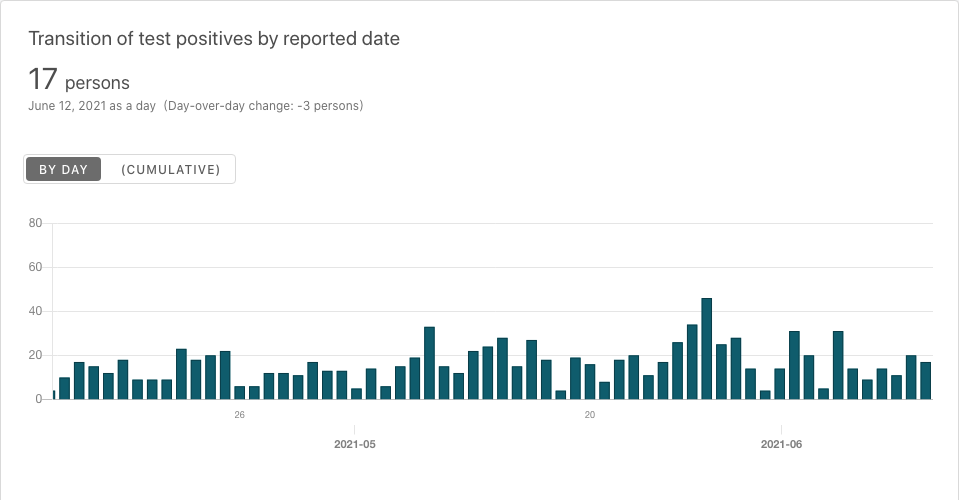 Transition of test positives by reported date
17 persons
June 12, 2021 as a day (Day-over-day change: -3 persons)
BY DAY (CUMULATIVE)
80
60
40
20
0
26 20
2021-05 2021-06